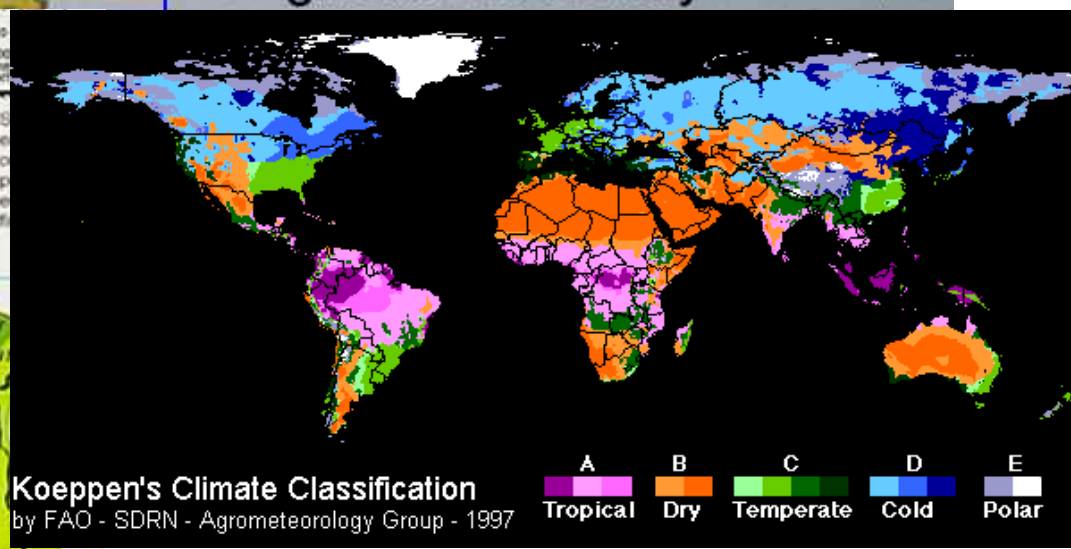 A B C D E
Koeppen's Climate Classification
Tropical Dry Temperate Cold Polar
by FAO - SDRN - Agrometeorology Group - 1997